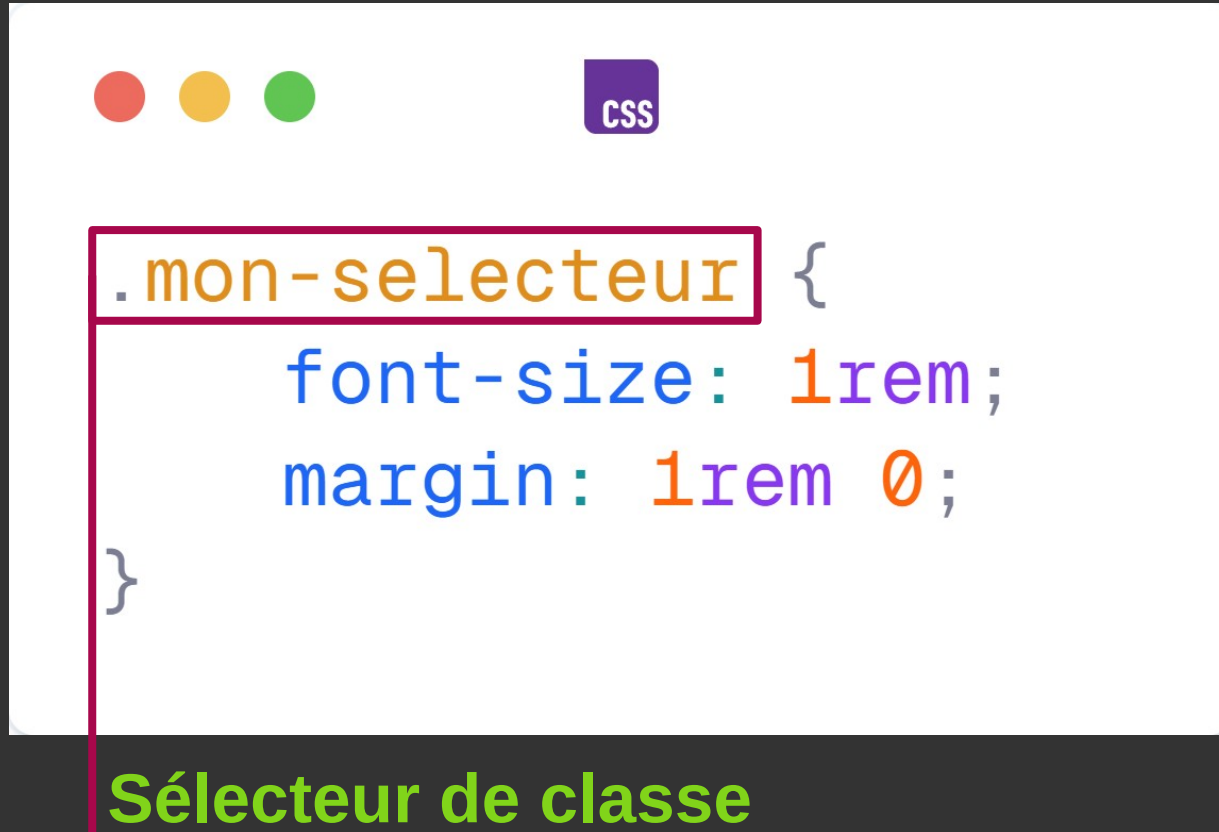 CSS
.mon-selecteur {
font-size: 1rem;
margin: 1rem 0;
}
Sélecteur de classe